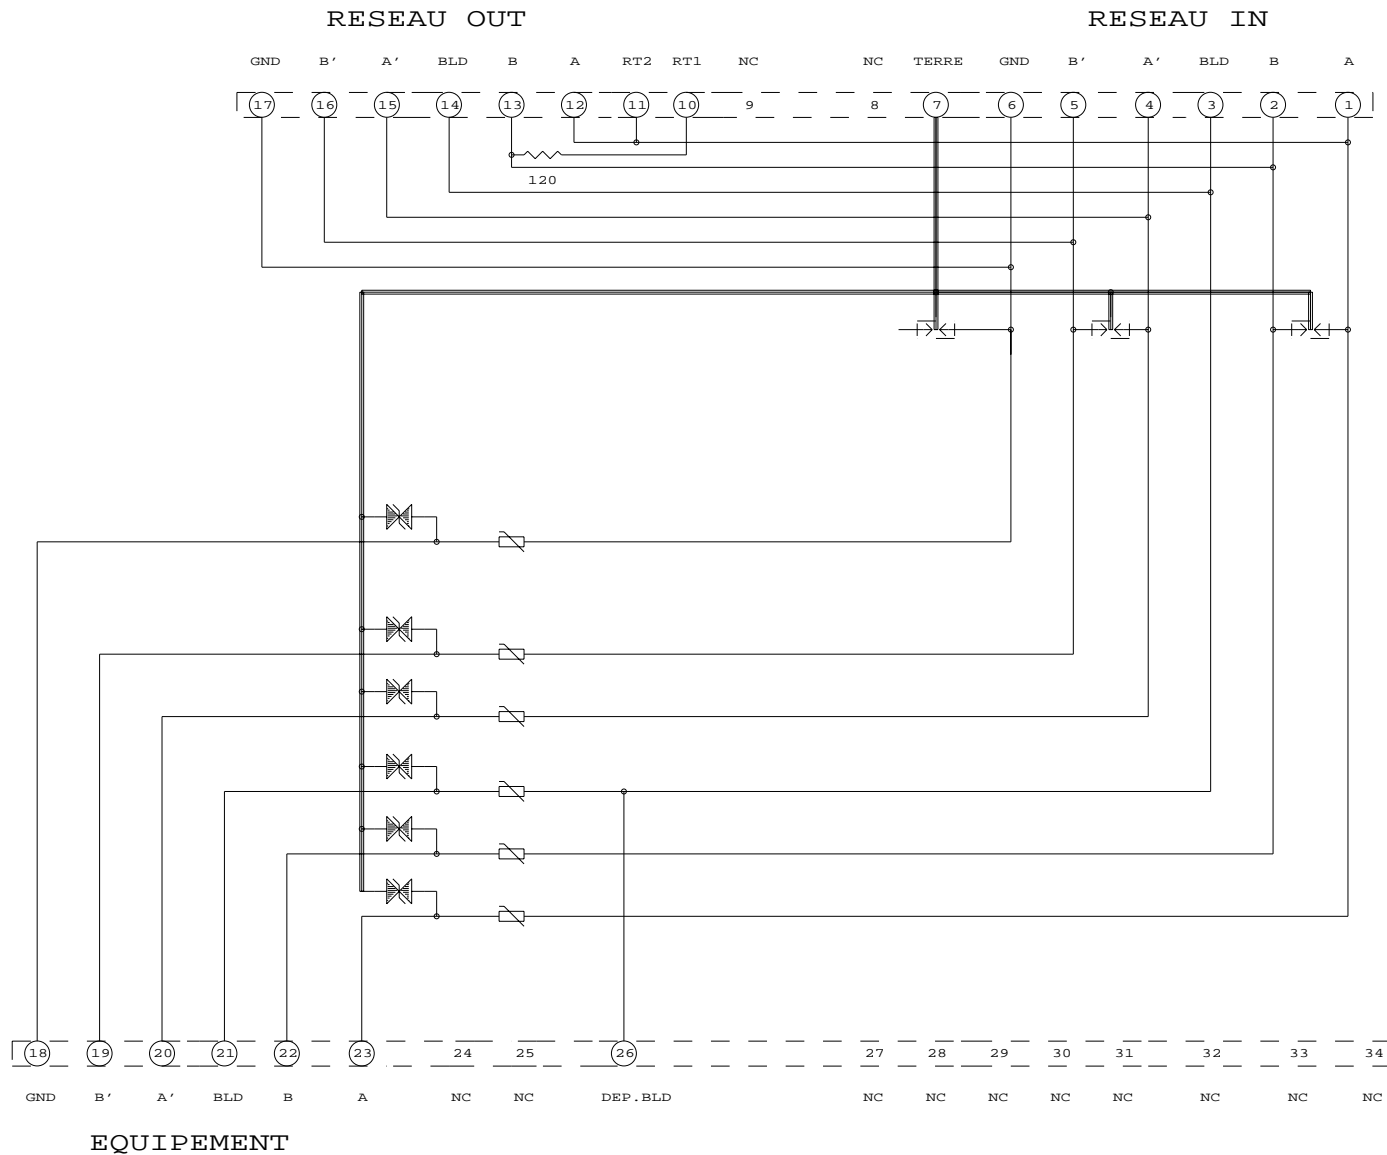 RESEAU OUT RESEAU IN
GND B' A' BLD B A RT2 RT1 NC NC TERRE GND B' A' BLD B A
17 16 15 14 13 12 11 10 9 8 7 6 5 4 3 2 1
120
18 19 20 21 22 23 24 25 26 27 28 29 30 31 32 33 34
GND B' A' BLD B A NC NC DEP.BLD NC NC NC NC NC NC NC NC
EQUIPEMENT